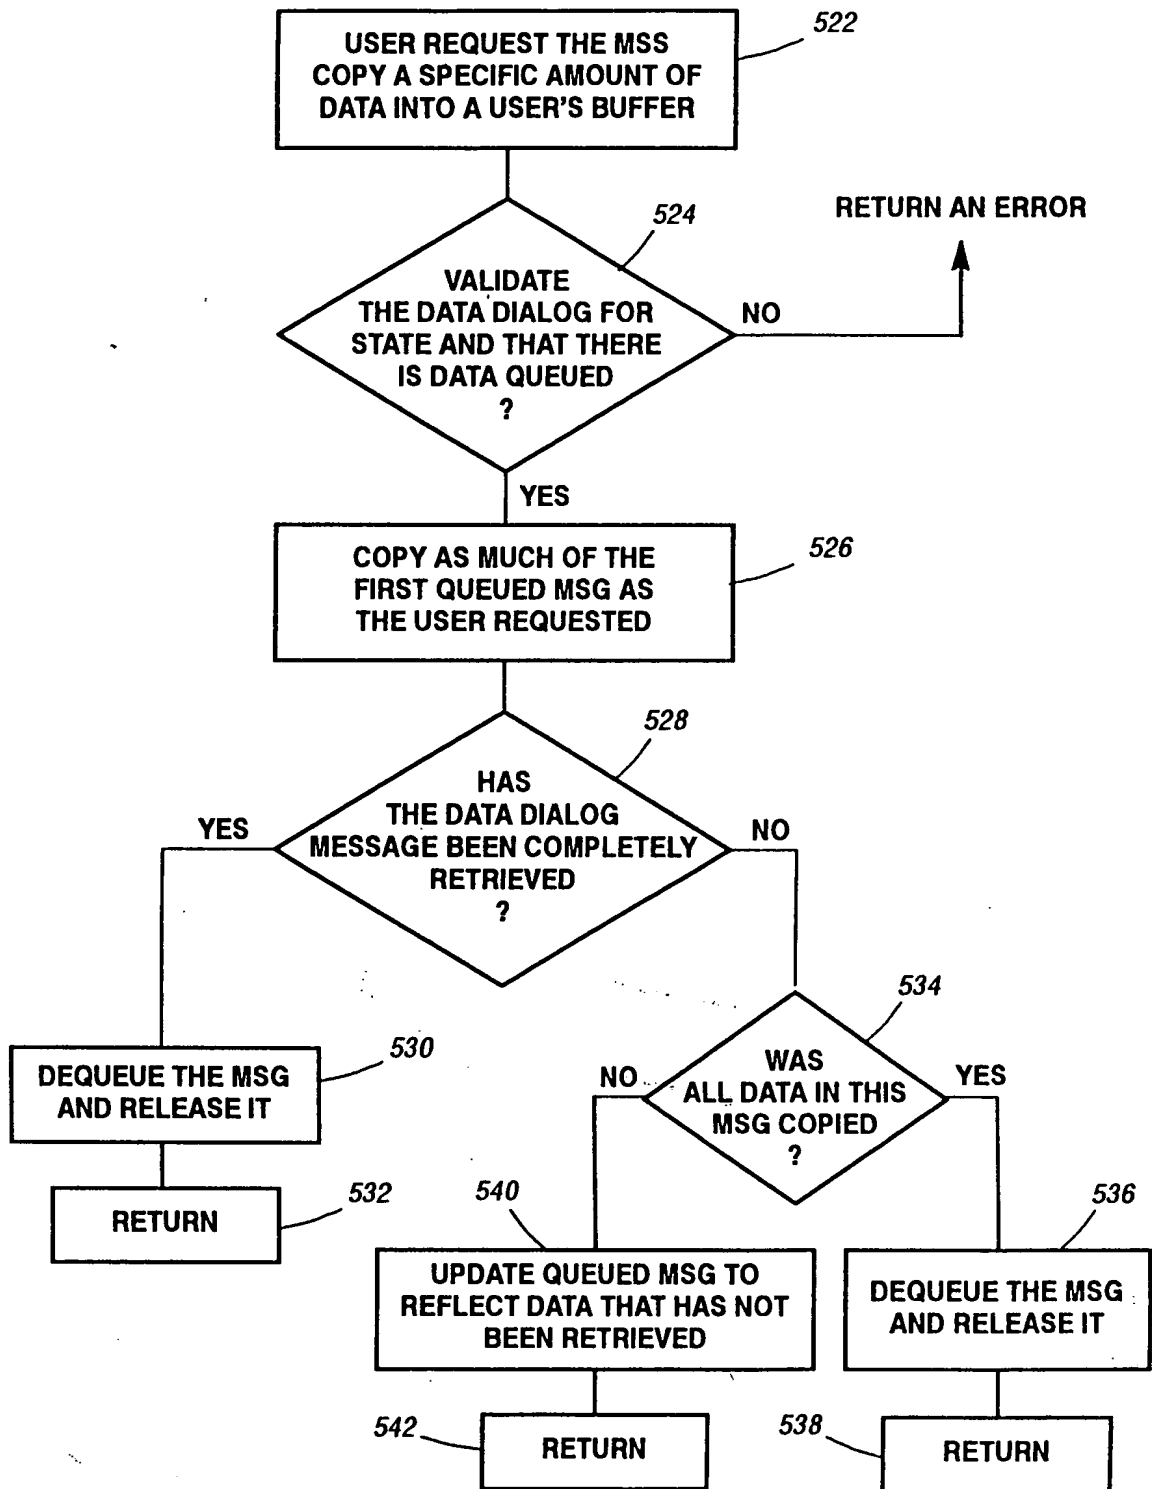 522
USER REQUEST THE MSS
COPY A SPECIFIC AMOUNT OF
DATA INTO A USER'S BUFFER
524
RETURN AN ERROR
VALIDATE
THE DATA DIALOG FOR
STATE AND THAT THERE
IS DATA QUEUED
?
NO
YES
526
COPY AS MUCH OF THE
FIRST QUEUED MSG AS
THE USER REQUESTED
528
HAS
THE DATA DIALOG
MESSAGE BEEN COMPLETELY
RETRIEVED
?
YES
NO
534
WAS
ALL DATA IN THIS
MSG COPIED
?
NO
YES
530
DEQUEUE THE MSG
AND RELEASE IT
532
RETURN
540
UPDATE QUEUED MSG TO
REFLECT DATA THAT HAS NOT
BEEN RETRIEVED
536
DEQUEUE THE MSG
AND RELEASE IT
542
RETURN
538
RETURN